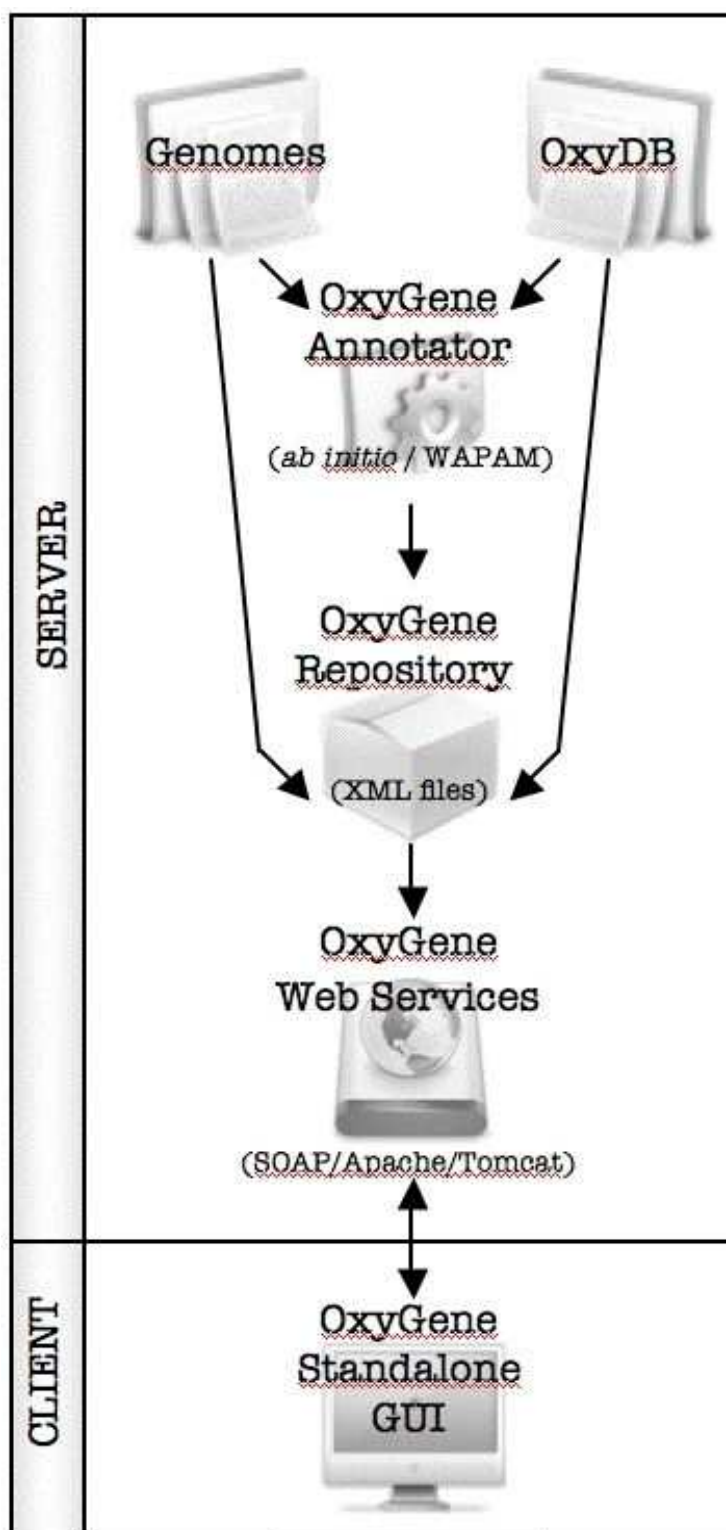 SERVER
Genomes
OxyDB
OxyGene
Annotator
(ab initio / WAPAM)
OxyGene
Repository
(XML files)
OxyGene
Web Services
(SOAP/Apache/Tomcat)
CLIENT
OxyGene
Standalone
GUI